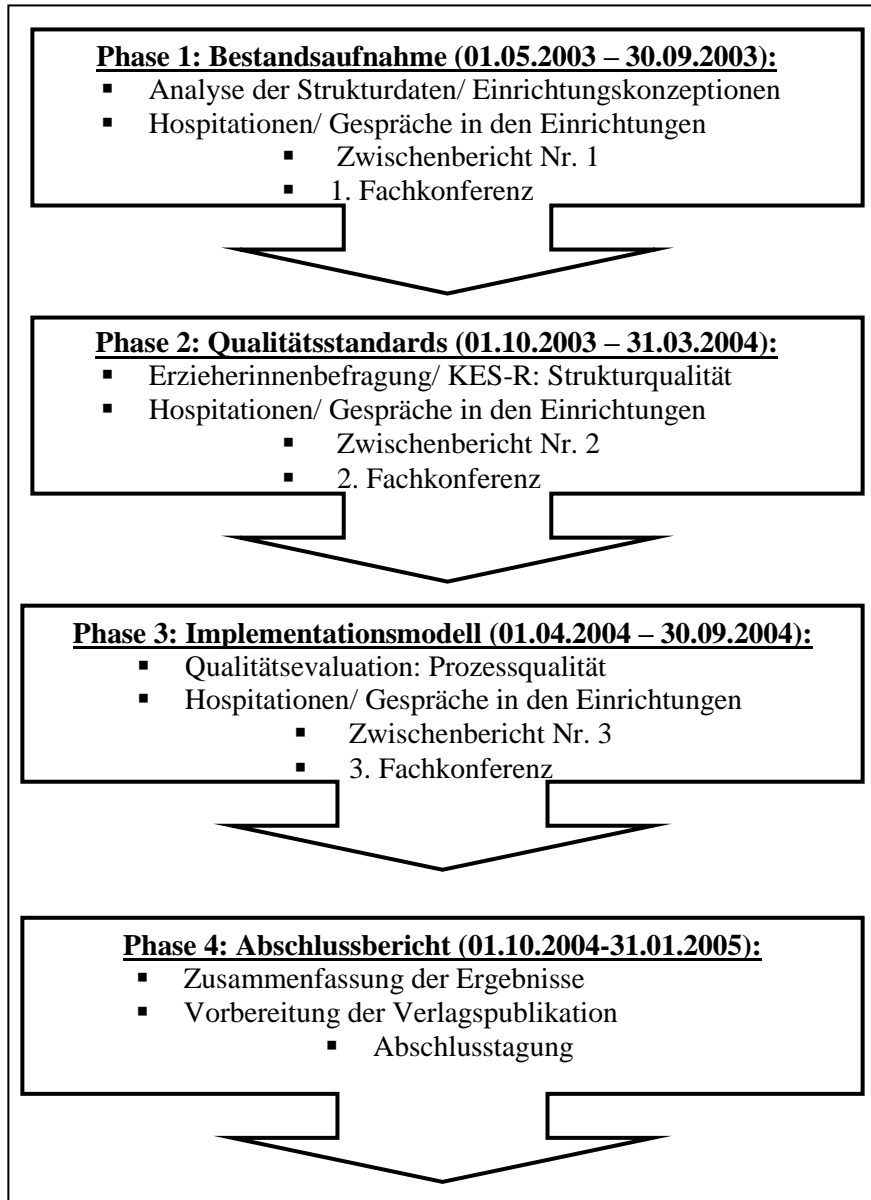 Phase 1: Bestandsaufnahme (01.05.2003 – 30.09.2003):
▪ Analyse der Strukturdaten/ Einrichtungskonzeptionen
▪ Hospitationen/ Gespräche in den Einrichtungen
▪ Zwischenbericht Nr. 1
▪ 1. Fachkonferenz
Phase 2: Qualitätsstandards (01.10.2003 – 31.03.2004):
▪ Erzieherinnenbefragung/ KES-R: Strukturqualität
▪ Hospitationen/ Gespräche in den Einrichtungen
▪ Zwischenbericht Nr. 2
▪ 2. Fachkonferenz
Phase 3: Implementationsmodell (01.04.2004 – 30.09.2004):
▪ Qualitätsevaluation: Prozessqualität
▪ Hospitationen/ Gespräche in den Einrichtungen
▪ Zwischenbericht Nr. 3
▪ 3. Fachkonferenz
Phase 4: Abschlussbericht (01.10.2004-31.01.2005):
▪ Zusammenfassung der Ergebnisse
▪ Vorbereitung der Verlagspublikation
▪ Abschlusstagung